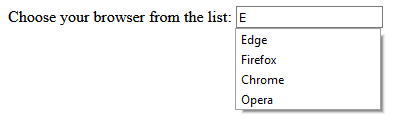 Choose your browser from the list: E
Edge
Firefox
Chrome
Opera